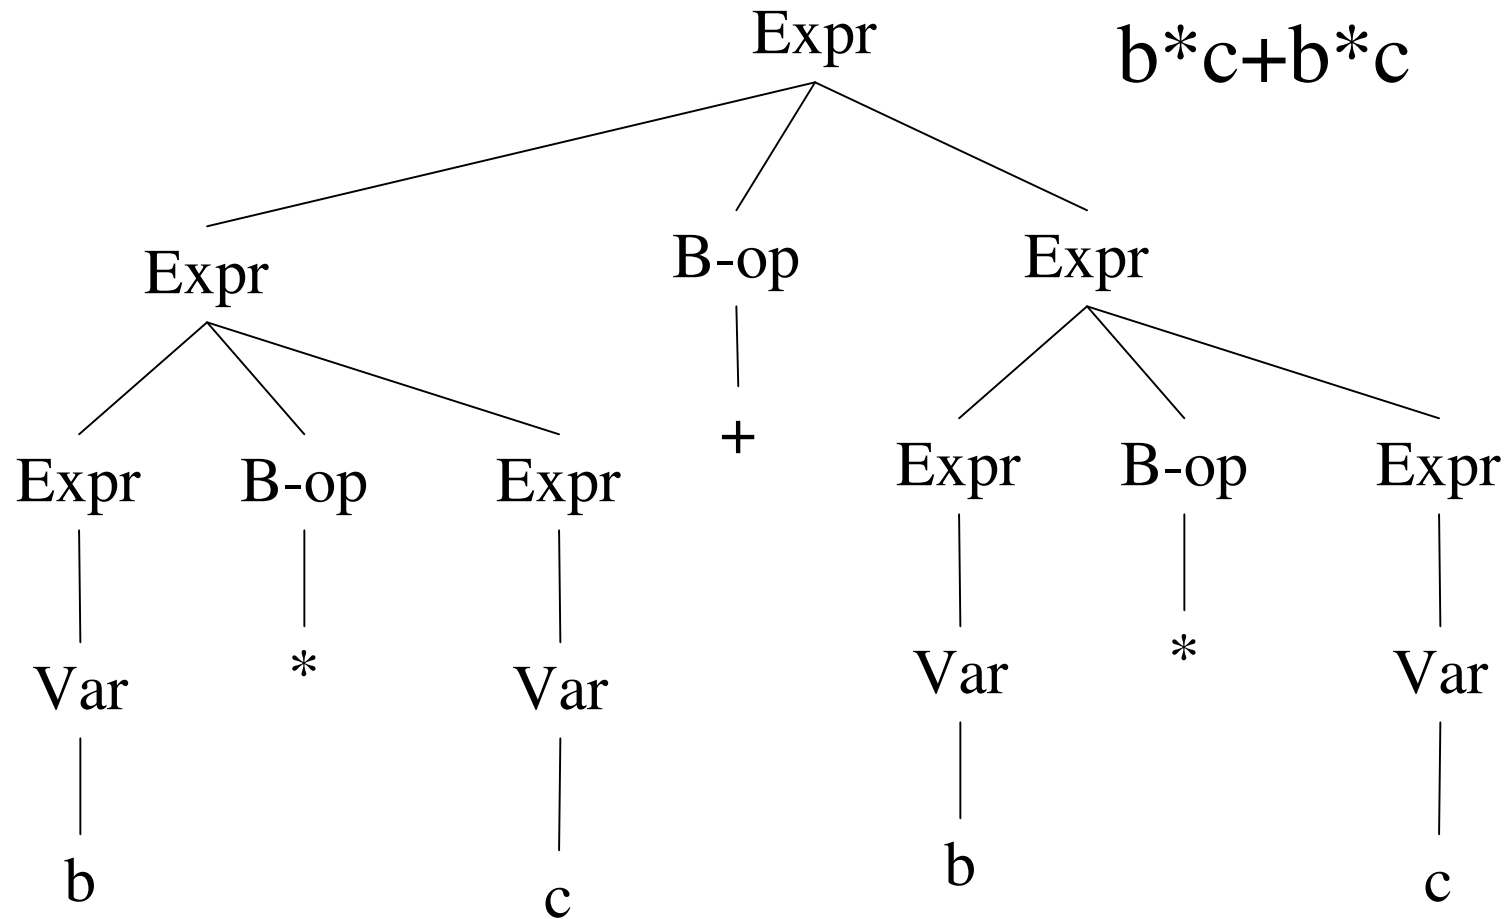 Expr b*c+b*c
Expr B-op Expr
Expr B-op Expr + Expr B-op Expr
Var * Var Var * Var
b c b c